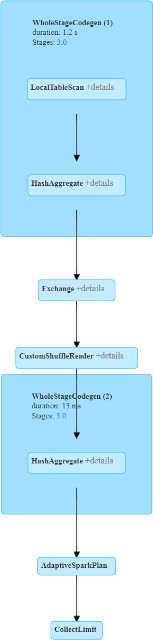 WholeStageCodegen (1)
duration: 1.2 s
Stages: 3.0
LocalTableScan +details
HashAggregate +details
Exchange +details
CustomShuffleReader +details
WholeStageCodegen (2)
duration: 15 ms
Stages: 5.0
HashAggregate +details
AdaptiveSparkPlan
CollectLimit